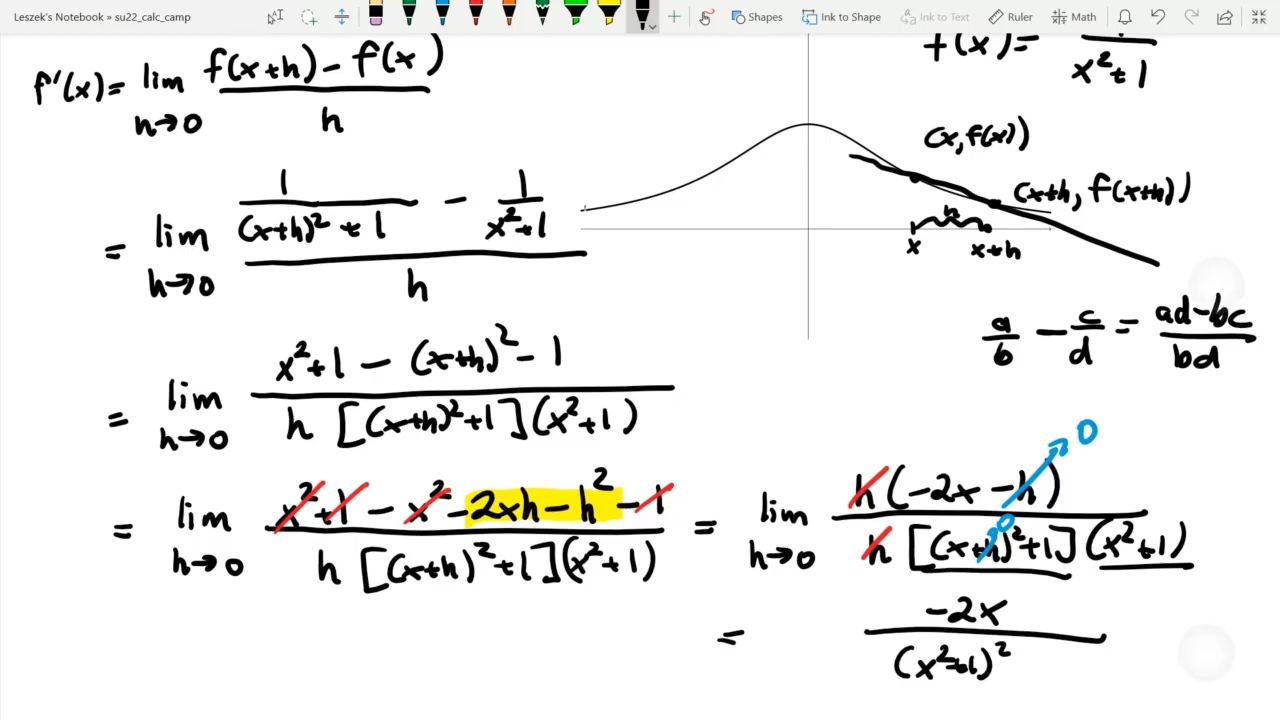 Leszek's Notebook » su22_calc_camp
Shapes Ink to Shape Ink to Text Ruler Math
f'(x) = lim h→0 (f(x+h) − f(x)) / h
= lim h→0 (1/((x+h)² + 1) − 1/(x²+1)) / h
= lim h→0 (x²+1 − (x+h)² − 1) / (h [(x+h)²+1](x²+1))
= lim h→0 (x²+1 − x² − 2xh − h² − 1) / (h [(x+h)²+1](x²+1))
f(x) = 1 / (x²+1)
(x, f(x))
(x+h, f(x+h))
h
x x+h
a/b − c/d = (ad−bc)/bd
0
= lim h→0 h(−2x − h) / (h [(x+h)²+1] (x²+1))
0
= −2x / (x²+1)²